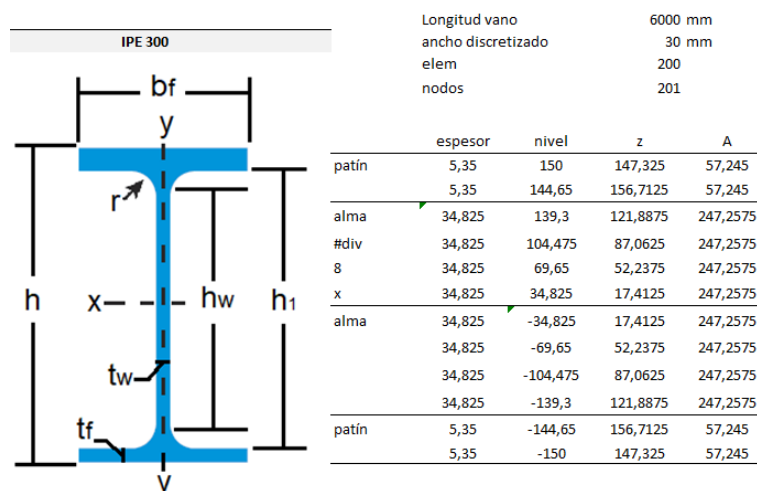 Longitud vano 6000 mm
ancho discretizado 30 mm
elem 200
nodos 201
IPE 300
bf
y
r
h
x
hw
h1
tw
tf
y
espesor nivel z A
patín 5,35 150 147,325 57,245
5,35 144,65 156,7125 57,245
alma 34,825 139,3 121,8875 247,2575
#div 34,825 104,475 87,0625 247,2575
8 34,825 69,65 52,2375 247,2575
x 34,825 34,825 17,4125 247,2575
alma 34,825 -34,825 17,4125 247,2575
34,825 -69,65 52,2375 247,2575
34,825 -104,475 87,0625 247,2575
34,825 -139,3 121,8875 247,2575
patín 5,35 -144,65 156,7125 57,245
5,35 -150 147,325 57,245